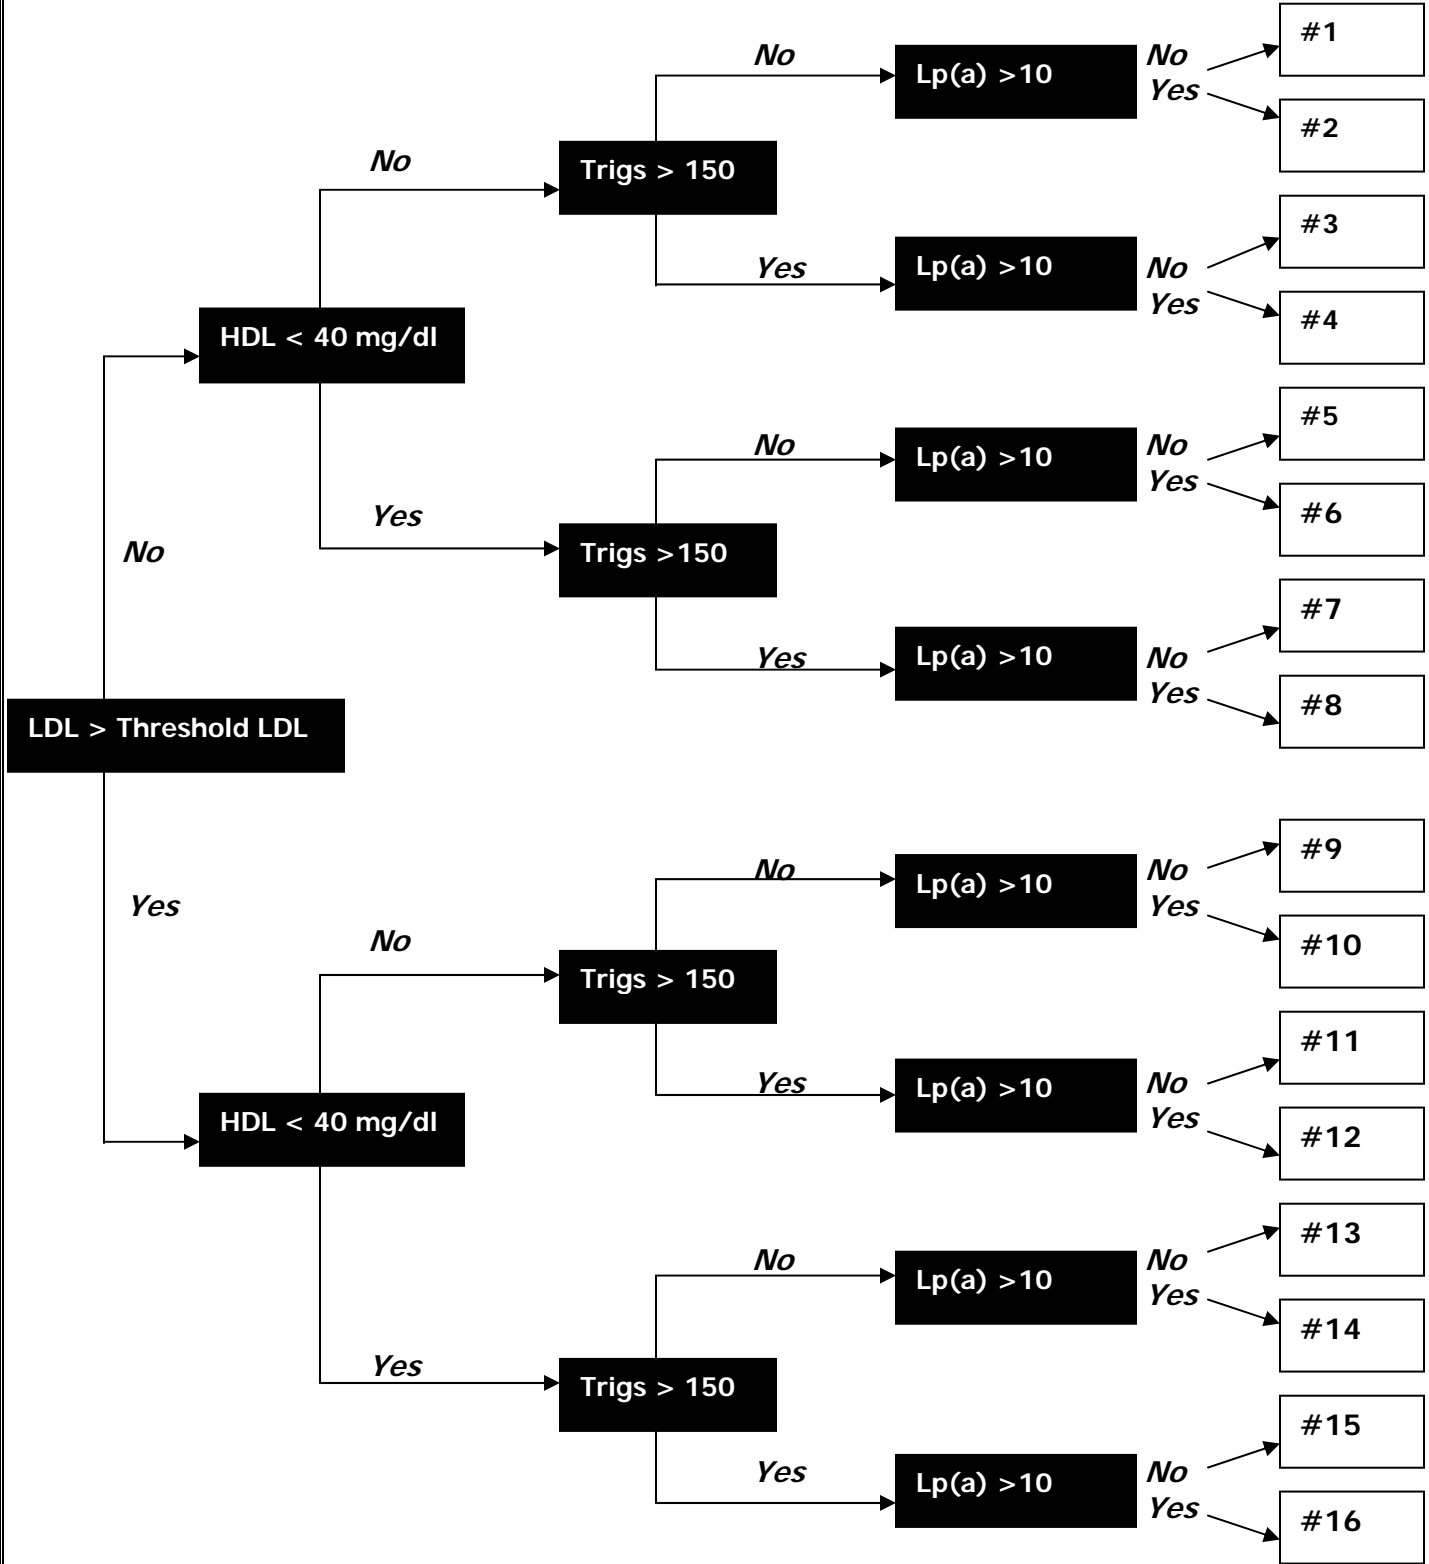 #1
No
No
Lp(a) >10
Yes
#2
No
Trigs > 150
#3
Yes
Lp(a) >10
No
Yes
#4
HDL < 40 mg/dl
#5
No
Lp(a) >10
No
Yes
#6
Yes
No
Trigs >150
#7
Yes
Lp(a) >10
No
Yes
#8
LDL > Threshold LDL
#9
No
Lp(a) >10
No
Yes
Yes
#10
No
Trigs > 150
#11
Yes
Lp(a) >10
No
Yes
#12
HDL < 40 mg/dl
#13
No
Lp(a) >10
No
Yes
#14
Yes
Trigs > 150
#15
Yes
Lp(a) >10
No
Yes
#16